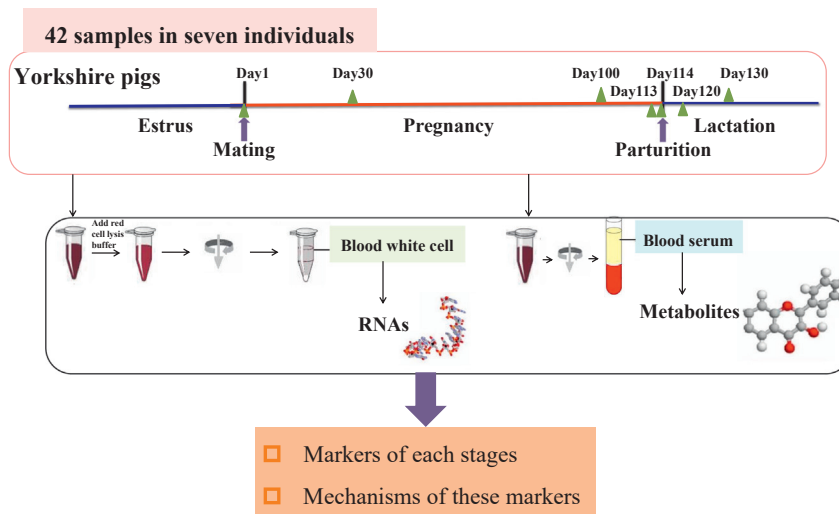 42 samples in seven individuals
Yorkshire pigs
Day1
Day30
Day100
Day114
Day130
Day113
Day120
Estrus
Pregnancy
Lactation
Mating
Parturition
Add red
cell lysis
buffer
Blood white cell
Blood serum
RNAs
Metabolites
Markers of each stages
Mechanisms of these markers